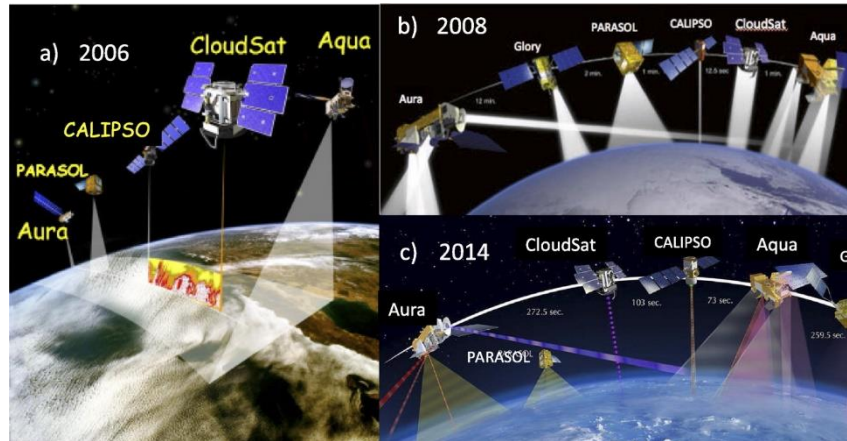 a) 2006
CloudSat
Aqua
CALIPSO
PARASOL
Aura
b) 2008
Glory
PARASOL
CALIPSO
CloudSat
Aqua
Aura
12 min.
2 min.
1 min.
12.5 sec
1 min.
c) 2014
CloudSat
CALIPSO
Aqua
G
Aura
272.5 sec.
103 sec.
73 sec.
259.5 sec.
PARASOL